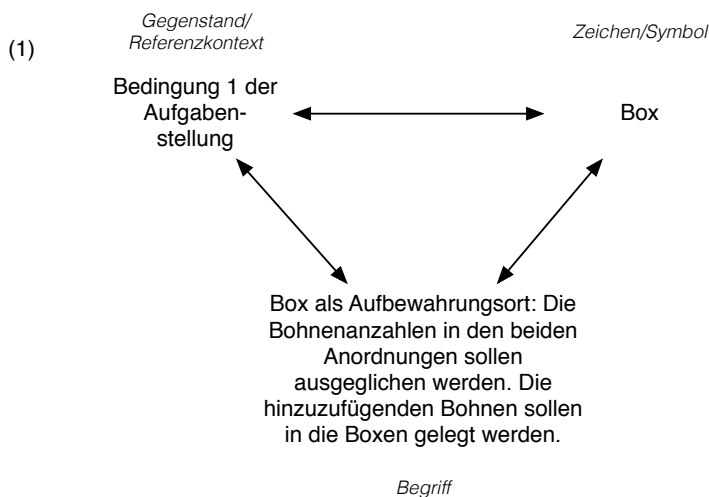 (1)
Gegenstand/
Referenzkontext
Zeichen/Symbol
Bedingung 1 der
Aufgaben-
stellung
Box
Box als Aufbewahrungsort: Die
Bohnenanzahlen in den beiden
Anordnungen sollen
ausgeglichen werden. Die
hinzuzufügenden Bohnen sollen
in die Boxen gelegt werden.
Begriff